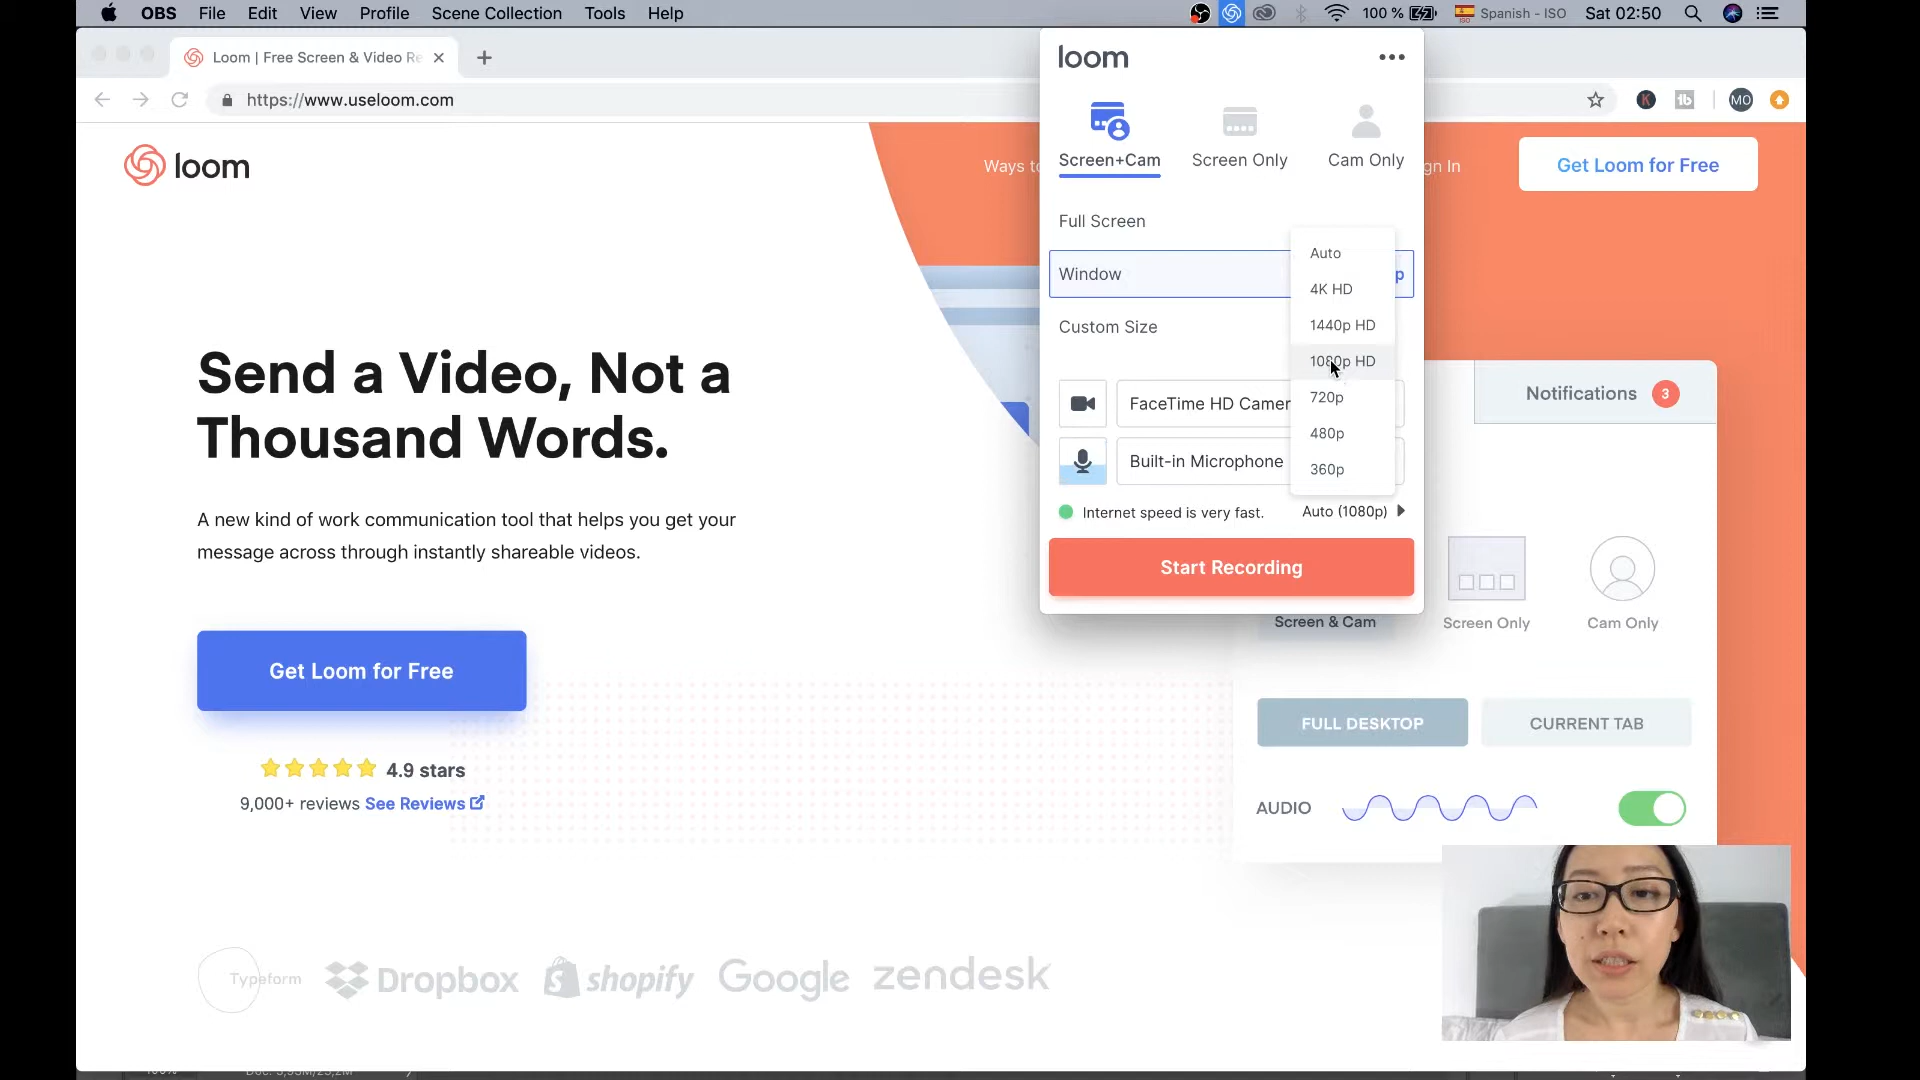 OBS File Edit View Profile Scene Collection Tools Help
100 % Spanish - ISO Sat 02:50
Loom | Free Screen & Video Re
https://www.useloom.com
MO
loom
Ways to
gn In
Get Loom for Free
Send a Video, Not a
Thousand Words.
A new kind of work communication tool that helps you get your
message across through instantly shareable videos.
Get Loom for Free
4.9 stars
9,000+ reviews See Reviews
Typeform Dropbox shopify Google zendesk
loom
Screen+Cam Screen Only Cam Only
Full Screen
Window
p
Custom Size
Auto
4K HD
1440p HD
1080p HD
720p
480p
360p
FaceTime HD Camer
Built-in Microphone
Internet speed is very fast. Auto (1080p)
Start Recording
Notifications 3
Screen & Cam Screen Only Cam Only
FULL DESKTOP CURRENT TAB
AUDIO